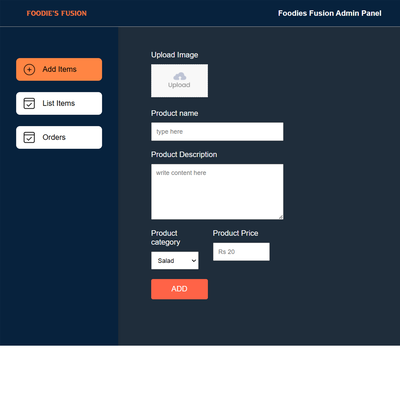 FOODIE'S FUSION
Foodies Fusion Admin Panel
Add Items
List Items
Orders
Upload Image
Upload
Product name
type here
Product Description
write content here
Product
category
Product Price
Salad
Rs 20
ADD